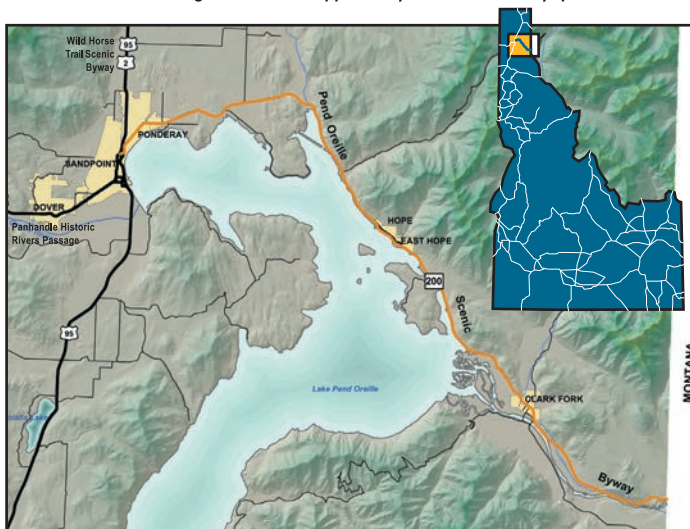 Wild Horse
Trail Scenic
Byway
95
2
PONDERAY
SANDPOINT
DOVER
Panhandle Historic
Rivers Passage
Pend Oreille
HOPE
EAST HOPE
200
Scenic
95
Lake Pend Oreille
CLARK FORK
Byway
MONTANA